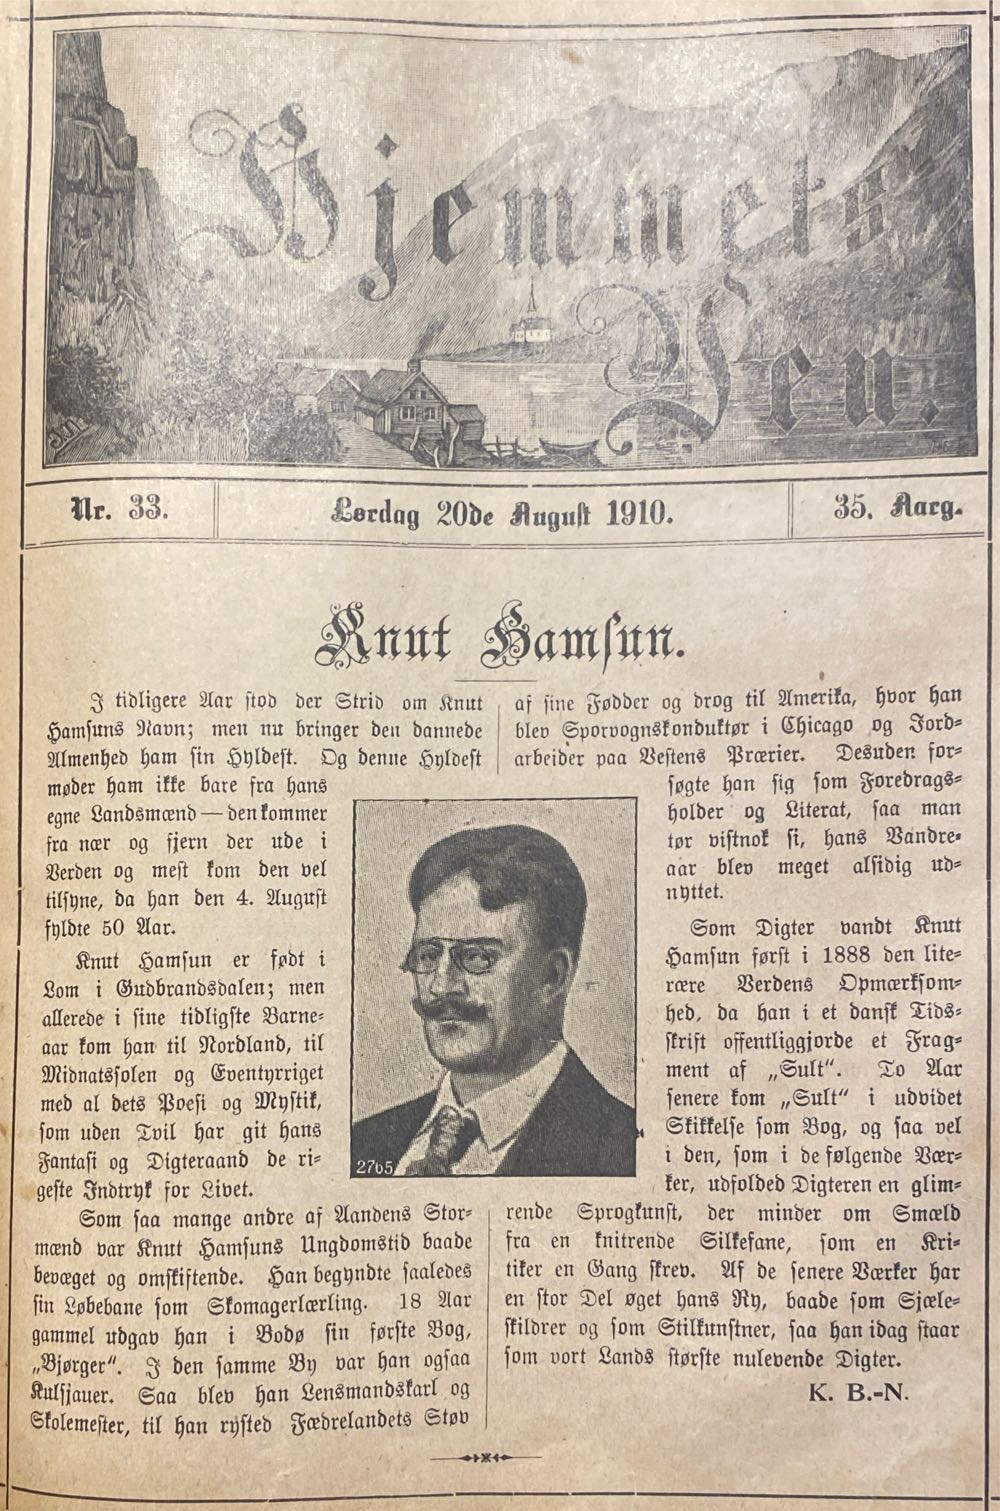 Hjemmets
Ven.
Nr. 33.
Lørdag 20de August 1910.
35. Aarg.
Knut Hamsun.
I tidligere Aar stod der Strid om Knut
Hamsuns Navn; men nu bringer den dannede
Almenhed ham sin Hyldest. Og denne Hyldest
møder ham ikke bare fra hans
egne Landsmænd — den kommer
fra nær og fjern der ude i
Verden og mest kom den vel
tilsyne, da han den 4. August
fyldte 50 Aar.
Knut Hamsun er født i
Lom i Gudbrandsdalen; men
allerede i sine tidligste Barne-
aar kom han til Nordland, til
Midnatssolen og Eventyrriget
med al dets Poesi og Mystik,
som uden Tvil har git hans
Fantasi og Digteraand de ri-
geste Indtryk for Livet.
Som saa mange andre af Aandens Stor-
mænd var Knut Hamsuns Ungdomstid baade
bevæget og omskiftende. Han begyndte saaledes
sin Løbebane som Skomagerlærling. 18 Aar
gammel udgav han i Bodø sin første Bog,
„Bjørger“. I den samme By var han ogsaa
Kulsjauer. Saa blev han Lensmandskarl og
Skolemester, til han rysted Fædrelandets Støv
af sine Fødder og drog til Amerika, hvor han
blev Sporvognskonduktør i Chicago og Jord-
arbeider paa Vestens Prærier. Desuden for-
søgte han sig som Foredrags-
holder og Literat, saa man
tør vistnok si, hans Vandre-
aar blev meget alsidig ud-
nyttet.
Som Digter vandt Knut
Hamsun først i 1888 den lite-
rære Verdens Opmærksom-
hed, da han i et dansk Tids-
skrift offentliggjorde et Frag-
ment af „Sult“. To Aar
senere kom „Sult“ i udvidet
Skikkelse som Bog, og saa vel
i den, som i de følgende Vær-
ker, udfolded Digteren en glim-
rende Sprogkunst, der minder om Smæld
fra en knitrende Silkefane, som en Kri-
tiker en Gang skrev. Af de senere Værker har
en stor Del øget hans Ry, baade som Sjæle-
skildrer og som Stilkunstner, saa han idag staar
som vort Lands største nulevende Digter.
K. B.-N.
2765